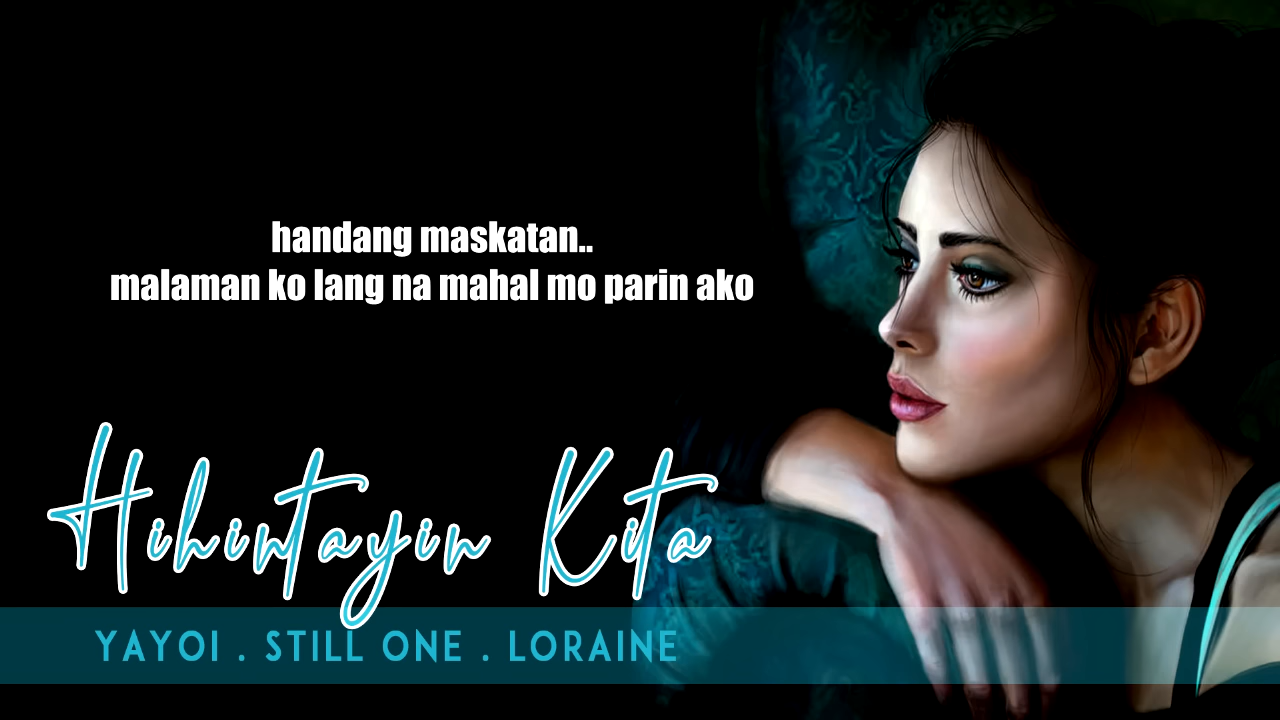 handang maskatan..
malaman ko lang na mahal mo parin ako
Hihintayin Kita
YAYOI . STILL ONE . LORAINE